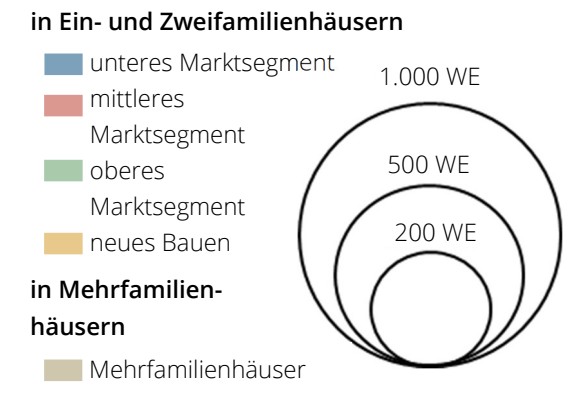 in Ein- und Zweifamilienhäusern
unteres Marktsegment
mittleres
Marktsegment
oberes
Marktsegment
neues Bauen
in Mehrfamilien-
häusern
Mehrfamilienhäuser
1.000 WE
500 WE
200 WE